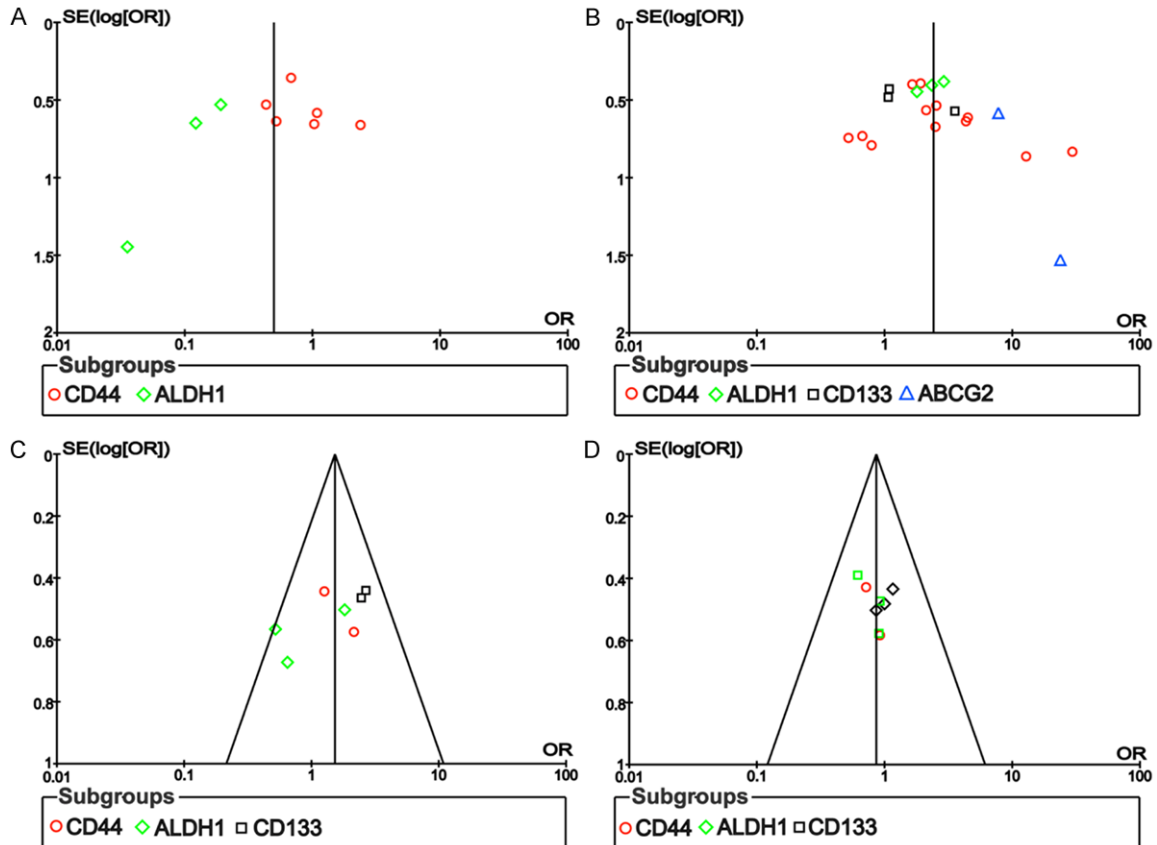 A
SE(log[OR])
0
0.5
1
1.5
2
0.01
0.1
1
10
100
OR
Subgroups
CD44 ALDH1
B
SE(log[OR])
0
0.5
1
1.5
2
0.01
0.1
1
10
100
OR
Subgroups
CD44 ALDH1 CD133 ABCG2
C
SE(log[OR])
0
0.2
0.4
0.6
0.8
1
0.01
0.1
1
10
100
OR
Subgroups
CD44 ALDH1 CD133
D
SE(log[OR])
0
0.2
0.4
0.6
0.8
1
0.01
0.1
1
10
100
OR
Subgroups
CD44 ALDH1 CD133